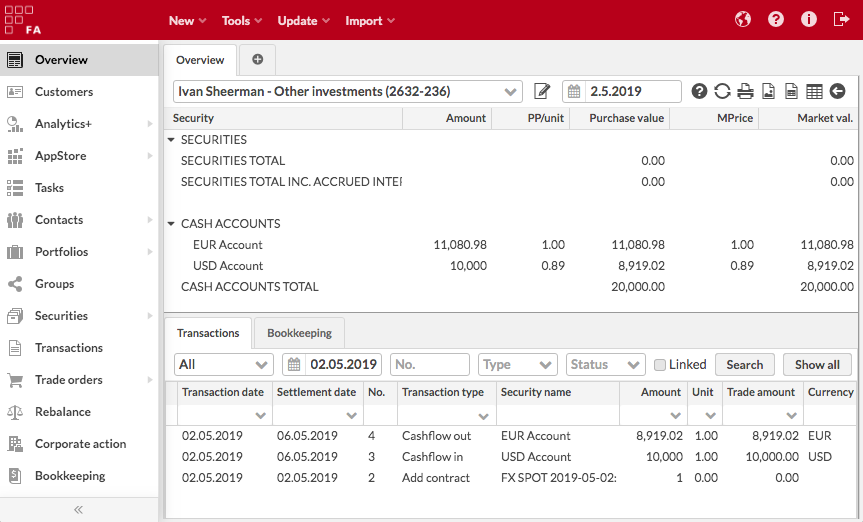 FA
New Tools Update Import
Overview
Customers
Analytics+
AppStore
Tasks
Contacts
Portfolios
Groups
Securities
Transactions
Trade orders
Rebalance
Corporate action
Bookkeeping
Overview
Ivan Sheerman - Other investments (2632-236) 2.5.2019
Security Amount PP/unit Purchase value MPrice Market val.
SECURITIES
SECURITIES TOTAL 0.00 0.00
SECURITIES TOTAL INC. ACCRUED INTEF 0.00 0.00
CASH ACCOUNTS
EUR Account 11,080.98 1.00 11,080.98 1.00 11,080.98
USD Account 10,000 0.89 8,919.02 0.89 8,919.02
CASH ACCOUNTS TOTAL 20,000.00 20,000.00
Transactions Bookkeeping
All 02.05.2019 No. Type Status Linked Search Show all
Transaction date Settlement date No. Transaction type Security name Amount Unit Trade amount Currency
02.05.2019 06.05.2019 4 Cashflow out EUR Account 8,919.02 1.00 8,919.02 EUR
02.05.2019 06.05.2019 3 Cashflow in USD Account 10,000 1.00 10,000.00 USD
02.05.2019 02.05.2019 2 Add contract FX SPOT 2019-05-02: 1 0.00 0.00